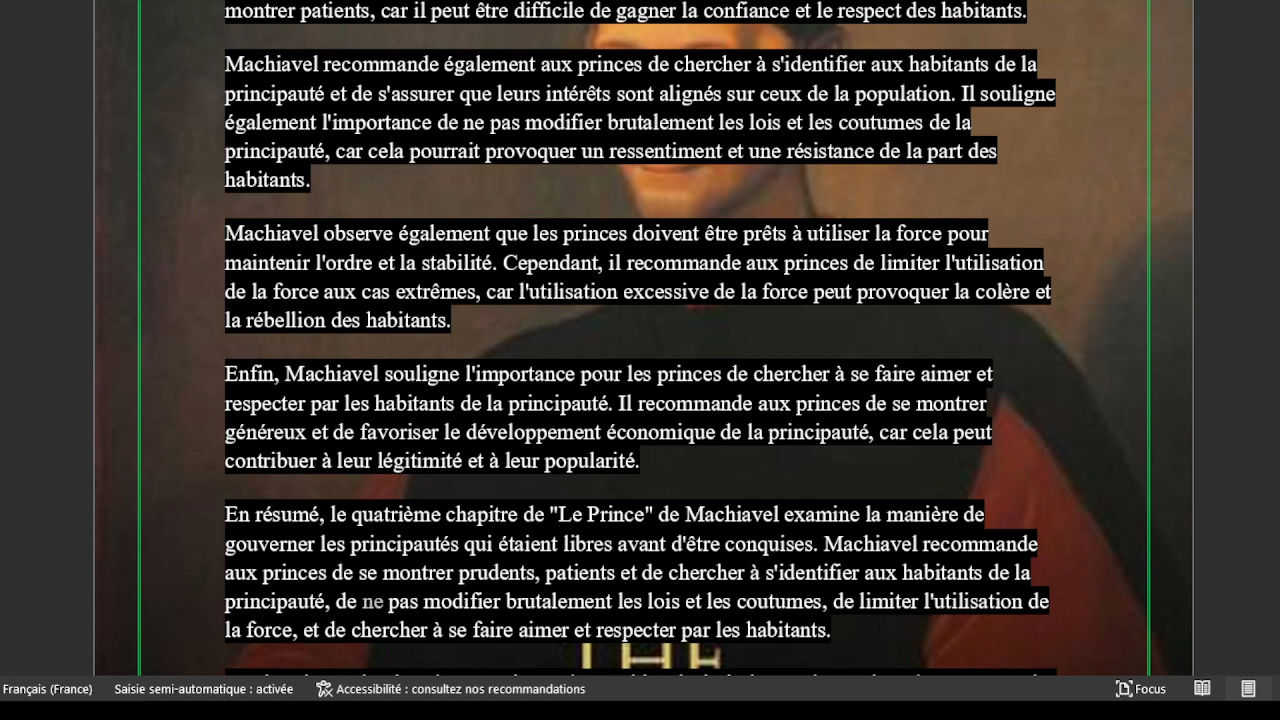 montrer patients, car il peut être difficile de gagner la confiance et le respect des habitants.
Machiavel recommande également aux princes de chercher à s'identifier aux habitants de la
principauté et de s'assurer que leurs intérêts sont alignés sur ceux de la population. Il souligne
également l'importance de ne pas modifier brutalement les lois et les coutumes de la
principauté, car cela pourrait provoquer un ressentiment et une résistance de la part des
habitants.
Machiavel observe également que les princes doivent être prêts à utiliser la force pour
maintenir l'ordre et la stabilité. Cependant, il recommande aux princes de limiter l'utilisation
de la force aux cas extrêmes, car l'utilisation excessive de la force peut provoquer la colère et
la rébellion des habitants.
Enfin, Machiavel souligne l'importance pour les princes de chercher à se faire aimer et
respecter par les habitants de la principauté. Il recommande aux princes de se montrer
généreux et de favoriser le développement économique de la principauté, car cela peut
contribuer à leur légitimité et à leur popularité.
En résumé, le quatrième chapitre de "Le Prince" de Machiavel examine la manière de
gouverner les principautés qui étaient libres avant d'être conquises. Machiavel recommande
aux princes de se montrer prudents, patients et de chercher à s'identifier aux habitants de la
principauté, de ne pas modifier brutalement les lois et les coutumes, de limiter l'utilisation de
la force, et de chercher à se faire aimer et respecter par les habitants.
THE
Français (France) Saisie semi-automatique : activée Accessibilité : consultez nos recommandations Focus